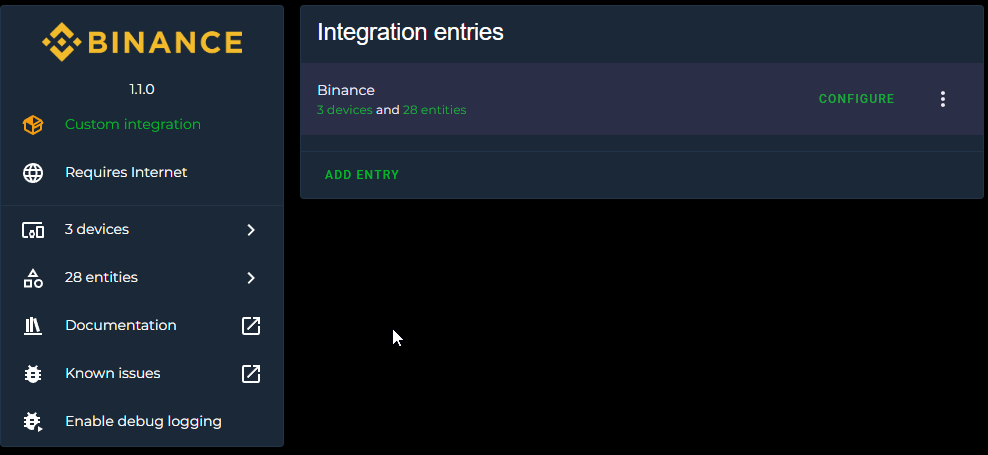 BINANCE
1.1.0
Custom integration
Requires Internet
3 devices
28 entities
Documentation
Known issues
Enable debug logging
Integration entries
Binance
3 devices and 28 entities
CONFIGURE
ADD ENTRY